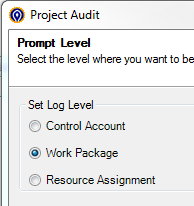 Project Audit
Prompt Level
Select the level where you want to be
Set Log Level
Control Account
Work Package
Resource Assignment